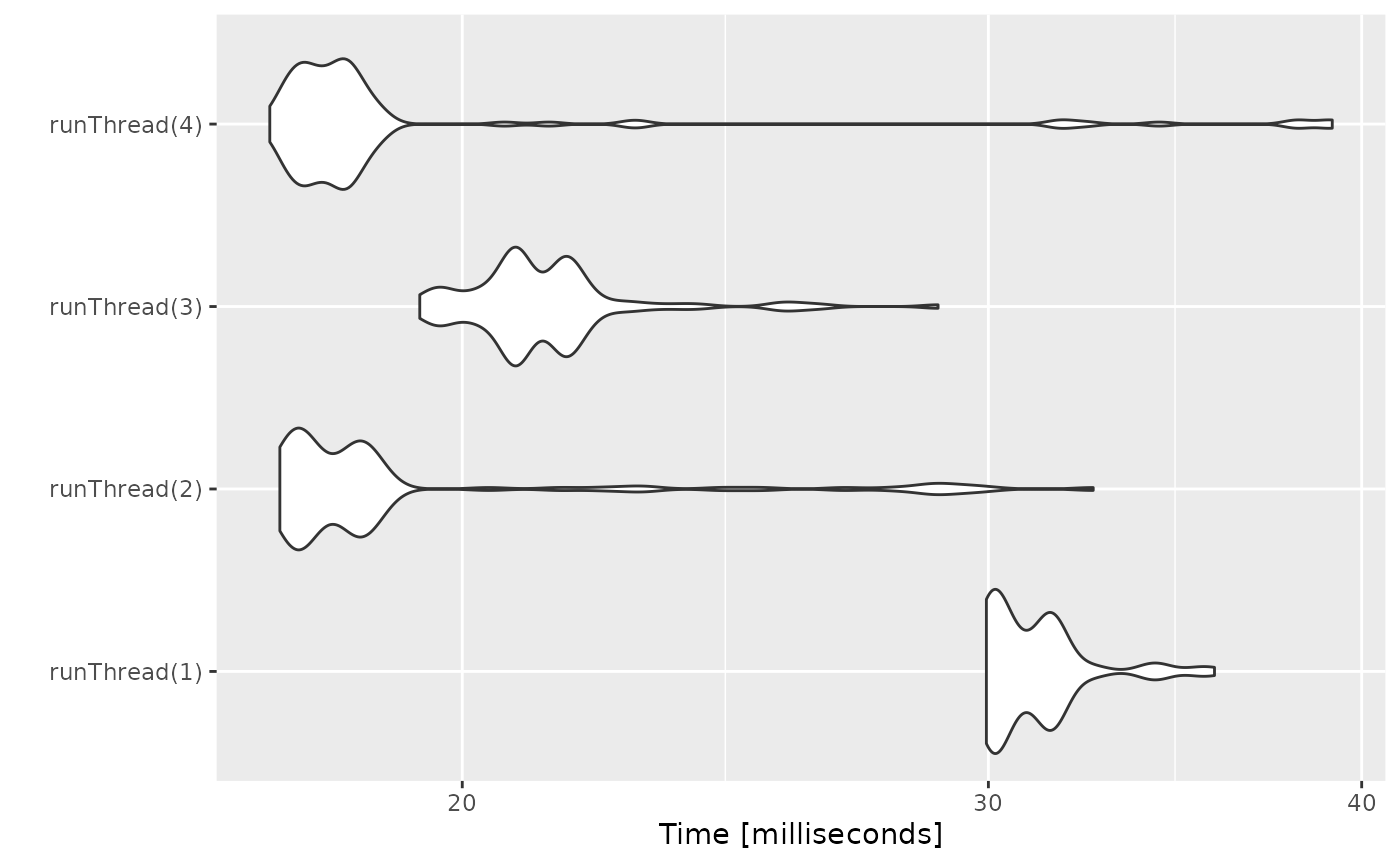 runThread(4)
runThread(3)
runThread(2)
runThread(1)
20 30 40
Time [milliseconds]